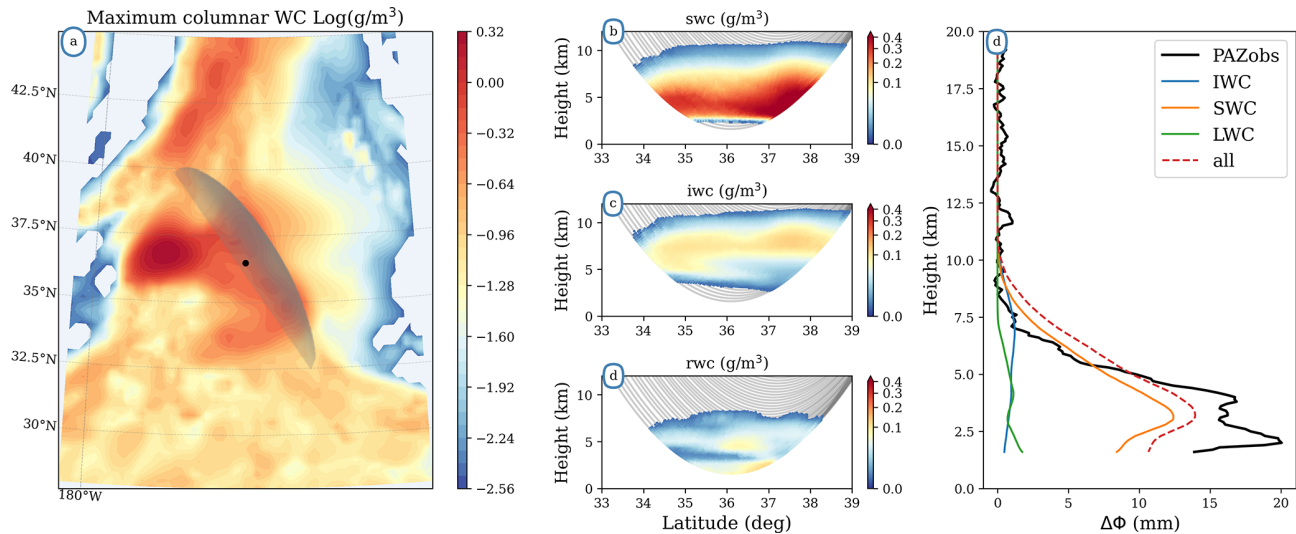 Maximum columnar WC Log(g/m³)
a
42.5°N
40°N
37.5°N
35°N
32.5°N
30°N
180°W
0.32
0.00
−0.32
−0.64
−0.96
−1.28
−1.60
−1.92
−2.24
−2.56
swc (g/m³)
b
Height (km)
10
5
0
33 34 35 36 37 38 39
0.4
0.3
0.1
0.0
iwc (g/m³)
c
Height (km)
10
5
0
33 34 35 36 37 38 39
0.4
0.3
0.2
0.1
0.0
rwc (g/m³)
d
Height (km)
10
5
0
33 34 35 36 37 38 39
Latitude (deg)
0.4
0.3
0.2
0.1
0.0
d
Height (km)
20.0
17.5
15.0
12.5
10.0
7.5
5.0
2.5
0.0
0 5 10 15 20
ΔΦ (mm)
PAZobs
IWC
SWC
LWC
all